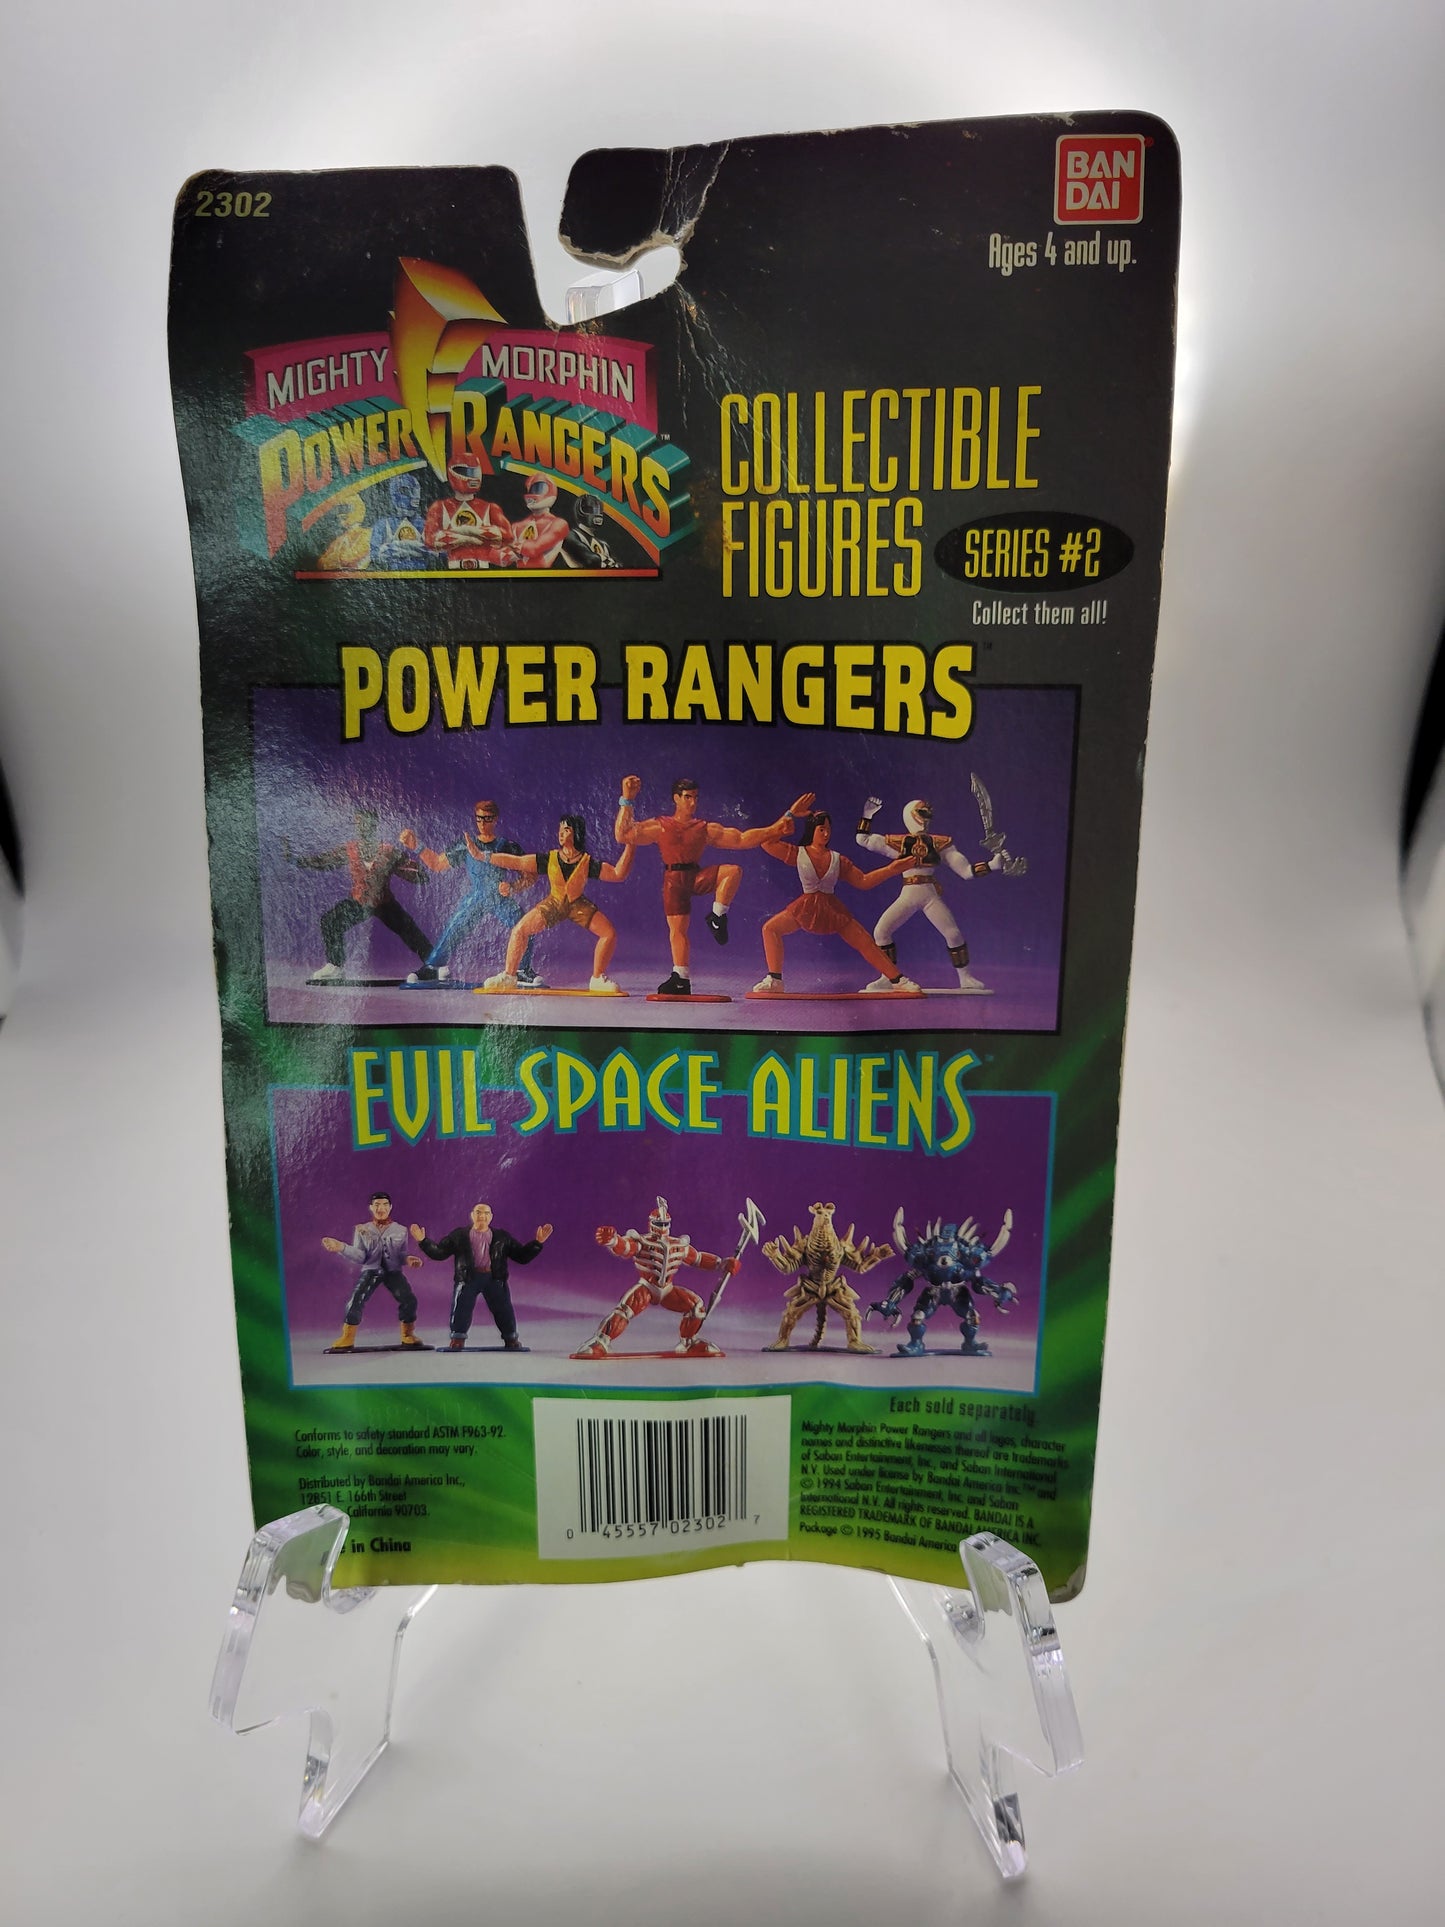 2302
BAN
DAI
Ages 4 and up.
MIGHTY MORPHIN
POWER RANGERS™
COLLECTIBLE
FIGURES
SERIES #2
Collect them all!
POWER RANGERS™
EVIL SPACE ALIENS™
Each sold separately.
Conforms to safety standard ASTM F963-92.
Color, style, and decoration may vary.
Distributed by Bandai America Inc.,
12851 E. 166th Street
California 90703.
in China
0 45557 02302 7
Mighty Morphin Power Rangers and all logos, character
names and distinctive likenesses thereof are trademarks
of Saban Entertainment, Inc., and Saban International
N.V. Used under license by Bandai America Inc.™ and
© 1994 Saban Entertainment, Inc. and Saban
International N.V. All rights reserved. BANDAI IS A
REGISTERED TRADEMARK OF BANDAI AMERICA INC.
Package © 1995 Bandai America